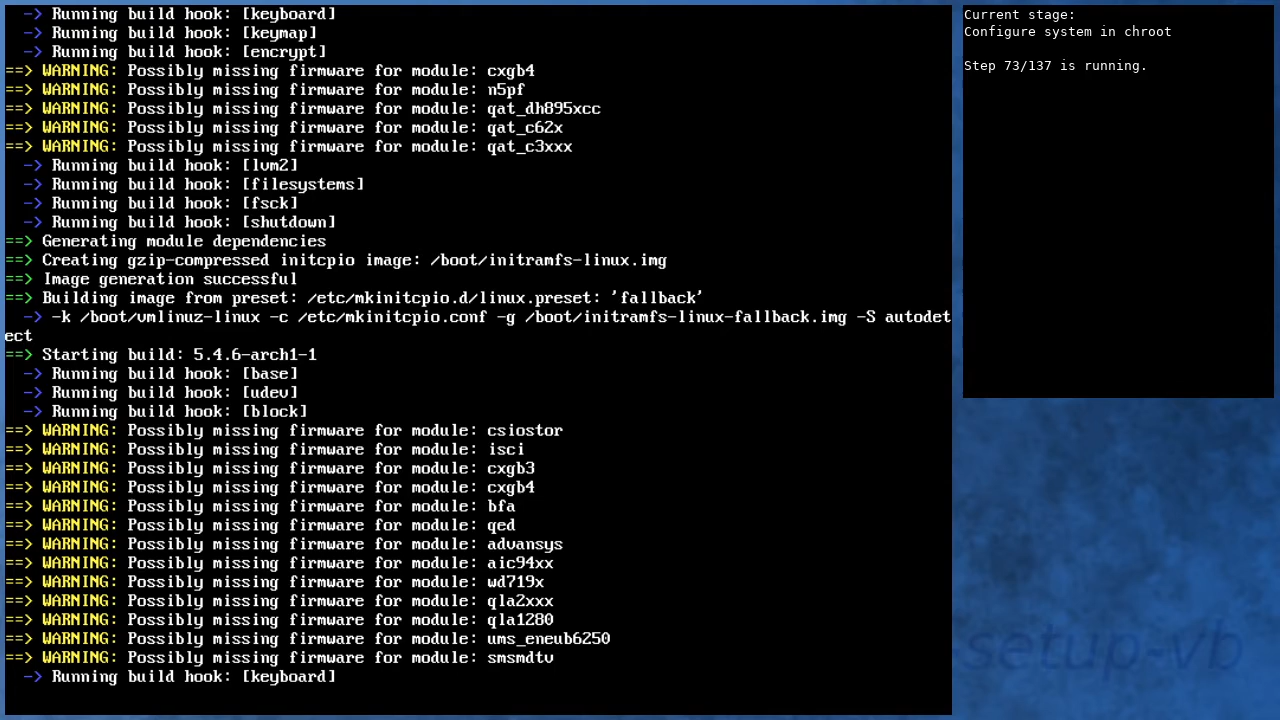 -> Running build hook: [keyboard]
-> Running build hook: [keymap]
-> Running build hook: [encrypt]
==> WARNING: Possibly missing firmware for module: cxgb4
==> WARNING: Possibly missing firmware for module: n5pf
==> WARNING: Possibly missing firmware for module: qat_dh895xcc
==> WARNING: Possibly missing firmware for module: qat_c62x
==> WARNING: Possibly missing firmware for module: qat_c3xxx
-> Running build hook: [lvm2]
-> Running build hook: [filesystems]
-> Running build hook: [fsck]
-> Running build hook: [shutdown]
==> Generating module dependencies
==> Creating gzip-compressed initcpio image: /boot/initramfs-linux.img
==> Image generation successful
==> Building image from preset: /etc/mkinitcpio.d/linux.preset: 'fallback'
-> -k /boot/vmlinuz-linux -c /etc/mkinitcpio.conf -g /boot/initramfs-linux-fallback.img -S autodet
ect
==> Starting build: 5.4.6-arch1-1
-> Running build hook: [base]
-> Running build hook: [udev]
-> Running build hook: [block]
==> WARNING: Possibly missing firmware for module: csiostor
==> WARNING: Possibly missing firmware for module: isci
==> WARNING: Possibly missing firmware for module: cxgb3
==> WARNING: Possibly missing firmware for module: cxgb4
==> WARNING: Possibly missing firmware for module: bfa
==> WARNING: Possibly missing firmware for module: qed
==> WARNING: Possibly missing firmware for module: advansys
==> WARNING: Possibly missing firmware for module: aic94xx
==> WARNING: Possibly missing firmware for module: wd719x
==> WARNING: Possibly missing firmware for module: qla2xxx
==> WARNING: Possibly missing firmware for module: qla1280
==> WARNING: Possibly missing firmware for module: ums_eneub6250
==> WARNING: Possibly missing firmware for module: smsmdtv
-> Running build hook: [keyboard]
Current stage:
Configure system in chroot
Step 73/137 is running.
setup-vb